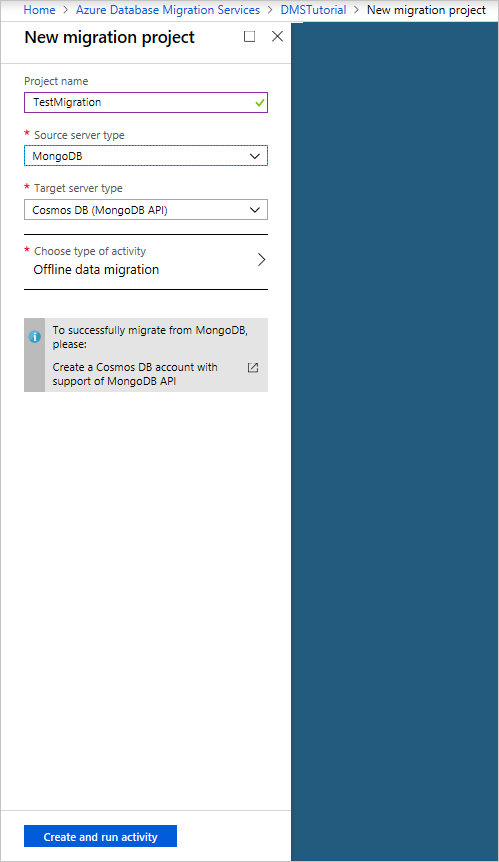 Home > Azure Database Migration Services > DMSTutorial > New migration project
New migration project
Project name
TestMigration
* Source server type
MongoDB
* Target server type
Cosmos DB (MongoDB API)
* Choose type of activity
Offline data migration
To successfully migrate from MongoDB,
please:
Create a Cosmos DB account with
support of MongoDB API
Create and run activity